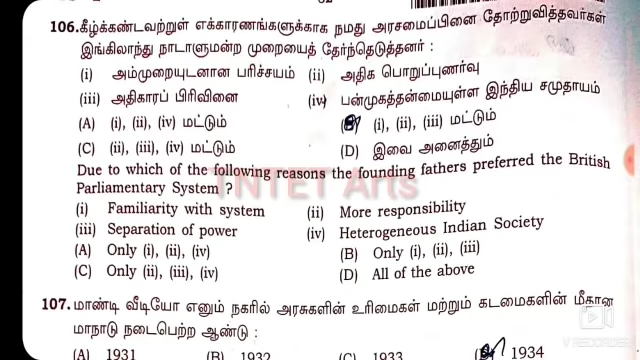 106.கீழ்க்கண்டவற்றுள் எக்காரணங்களுக்காக நமது அரசமைப்பினை தோற்றுவித்தவர்கள்
இங்கிலாந்து நாடாளுமன்ற முறையைத் தேர்ந்தெடுத்தனர் :
(i) அம்முறையுடனான பரிச்சயம் (ii) அதிக பொறுப்புணர்வு
(iii) அதிகாரப் பிரிவினை (iv) பன்முகத்தன்மையுள்ள இந்திய சமுதாயம்
(A) (i), (ii), (iv) மட்டும் (B) (i), (ii), (iii) மட்டும்
(C) (ii), (iii), (iv) மட்டும் (D) இவை அனைத்தும்
Due to which of the following reasons the founding fathers preferred the British
Parliamentary System ?
TNTET Arts
(i) Familiarity with system (ii) More responsibility
(iii) Separation of power (iv) Heterogeneous Indian Society
(A) Only (i), (ii), (iv) (B) Only (i), (ii), (iii)
(C) Only (ii), (iii), (iv) (D) All of the above
107. மாண்டி வீடியோ எனும் நகரில் அரசுகளின் உரிமைகள் மற்றும் கடமைகளின் மீதான
மாநாடு நடைபெற்ற ஆண்டு :
(A) 1931 (B) 1932 (C) 1933 1934
V RECORDER